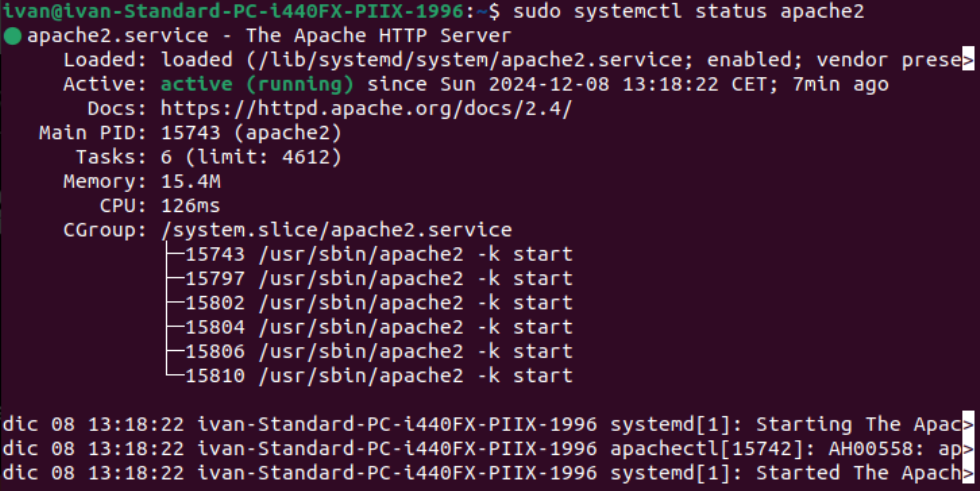 ivan@ivan-Standard-PC-i440FX-PIIX-1996:~$ sudo systemctl status apache2
● apache2.service - The Apache HTTP Server
     Loaded: loaded (/lib/systemd/system/apache2.service; enabled; vendor prese>
     Active: active (running) since Sun 2024-12-08 13:18:22 CET; 7min ago
       Docs: https://httpd.apache.org/docs/2.4/
   Main PID: 15743 (apache2)
      Tasks: 6 (limit: 4612)
     Memory: 15.4M
        CPU: 126ms
     CGroup: /system.slice/apache2.service
             ├─15743 /usr/sbin/apache2 -k start
             ├─15797 /usr/sbin/apache2 -k start
             ├─15802 /usr/sbin/apache2 -k start
             ├─15804 /usr/sbin/apache2 -k start
             ├─15806 /usr/sbin/apache2 -k start
             └─15810 /usr/sbin/apache2 -k start
dic 08 13:18:22 ivan-Standard-PC-i440FX-PIIX-1996 systemd[1]: Starting The Apac>
dic 08 13:18:22 ivan-Standard-PC-i440FX-PIIX-1996 apachectl[15742]: AH00558: ap>
dic 08 13:18:22 ivan-Standard-PC-i440FX-PIIX-1996 systemd[1]: Started The Apach>